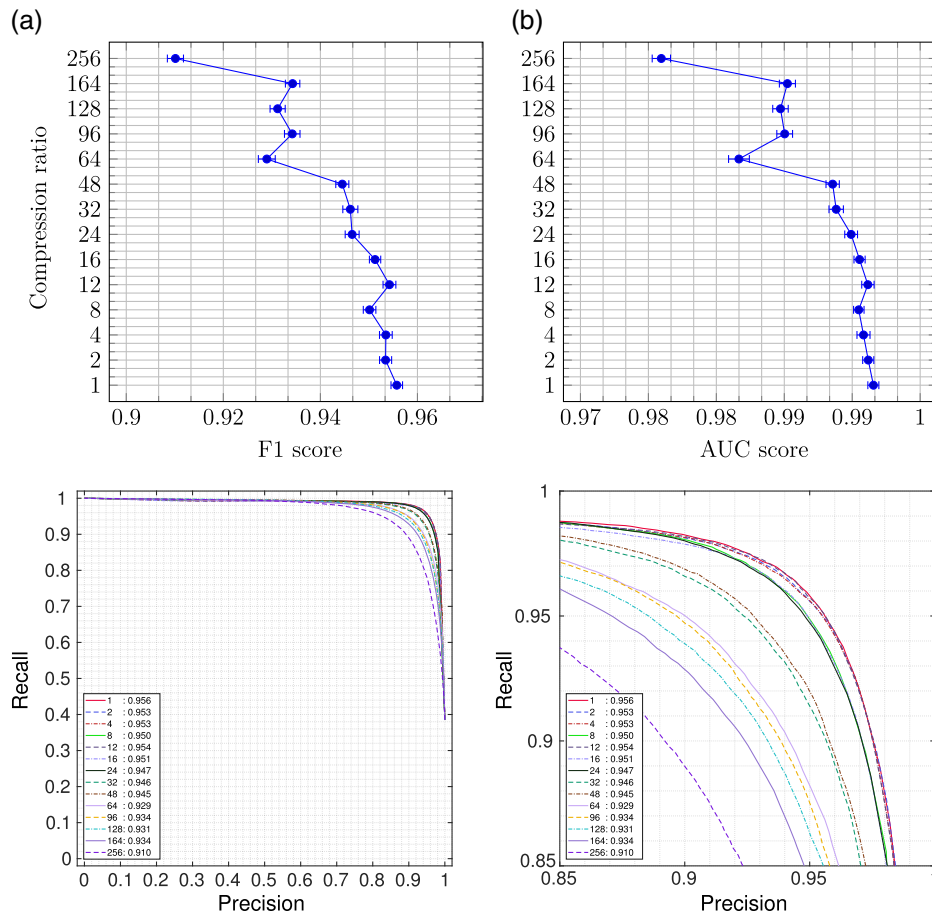 (a)
(b)
Compression ratio
256
164
128
96
64
48
32
24
16
12
8
4
2
1
0.9 0.92 0.94 0.96
F1 score
256
164
128
96
64
48
32
24
16
12
8
4
2
1
0.97 0.98 0.98 0.99 0.99 1
AUC score
Recall
1
0.9
0.8
0.7
0.6
0.5
0.4
0.3
0.2
0.1
0
1 : 0.956
2 : 0.953
4 : 0.953
8 : 0.950
12 : 0.954
16 : 0.951
24 : 0.947
32 : 0.946
48 : 0.945
64 : 0.929
96 : 0.934
128: 0.931
164: 0.934
256: 0.910
0 0.1 0.2 0.3 0.4 0.5 0.6 0.7 0.8 0.9 1
Precision
Recall
1
0.95
0.9
0.85
1 : 0.956
2 : 0.953
4 : 0.953
8 : 0.950
12 : 0.954
16 : 0.951
24 : 0.947
32 : 0.946
48 : 0.945
64 : 0.929
96 : 0.934
128: 0.931
164: 0.934
256: 0.910
0.85 0.9 0.95 1
Precision